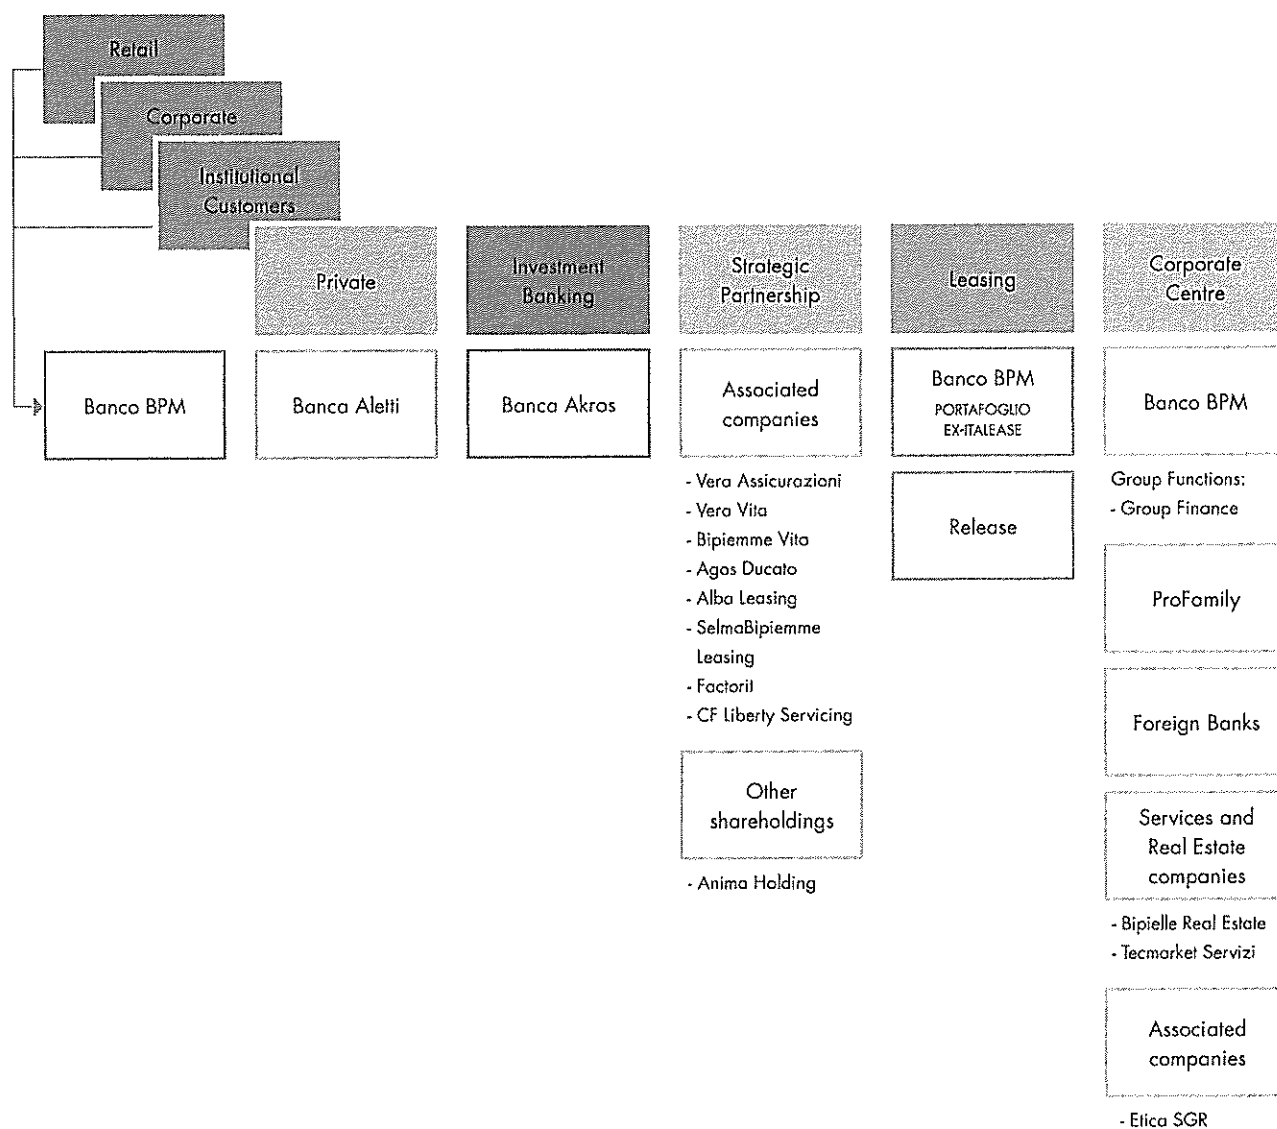 Retail
Corporate
Institutional
Customers
Private
Investment
Banking
Strategic
Partnership
Leasing
Corporate
Centre
Banco BPM
Banca Aletti
Banca Akros
Associated
companies
- Vera Assicurazioni
- Vera Vita
- Bipiemme Vita
- Agos Ducato
- Alba Leasing
- SelmaBipiemme
Leasing
- Factorit
- CF Liberty Servicing
Other
shareholdings
- Anima Holding
Banco BPM
PORTAFOGLIO
EX-ITALEASE
Release
Banco BPM
Group Functions:
- Group Finance
ProFamily
Foreign Banks
Services and
Real Estate
companies
- Bipielle Real Estate
- Tecmarket Servizi
Associated
companies
- Etica SGR